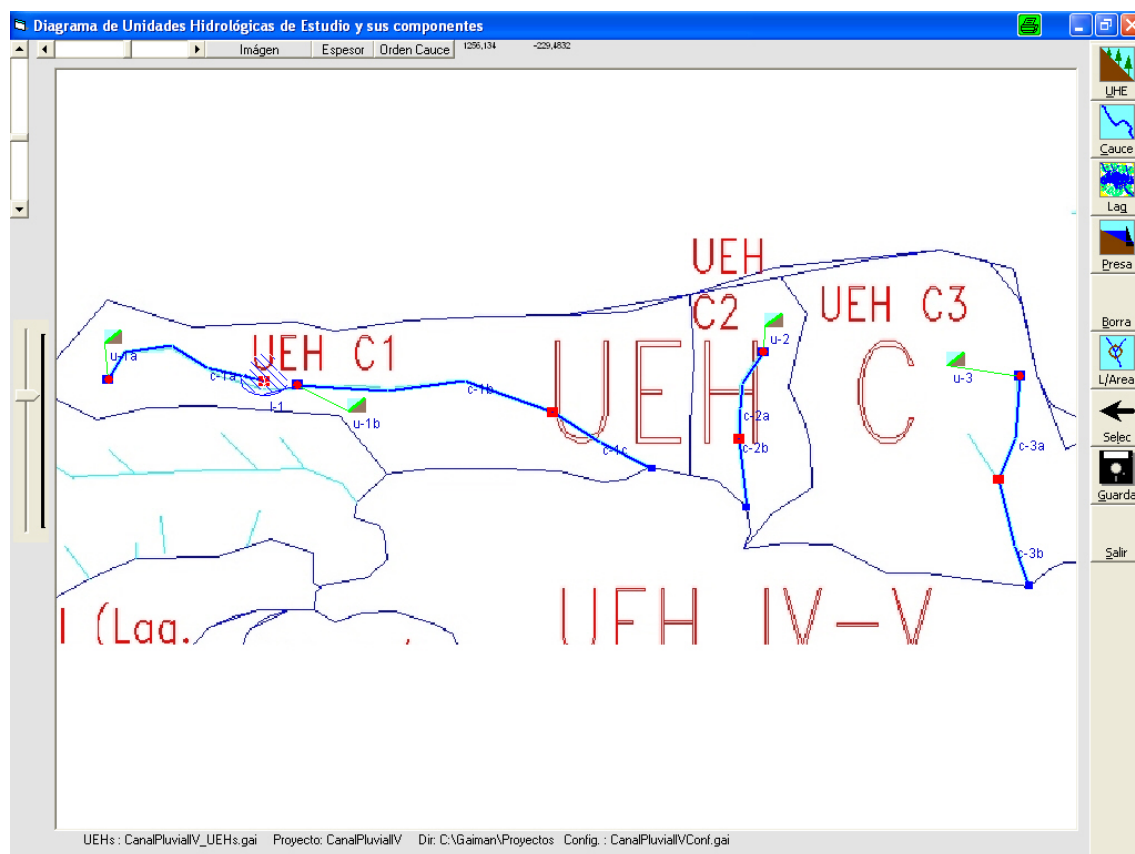 Diagrama de Unidades Hidrológicas de Estudio y sus componentes
Imágen Espesor Orden Cauce 1256,134 -229,4832
UHE
Cauce
Lag
Presa
Borra
L/Area
Selec
Guarda
Salir
UEH
C2
UEH C3
UEH C1
UEH C
u-1a
c-1a
l-1
u-1b
c-1b
c-1c
u-2
c-2a
c-2b
u-3
c-3a
c-3b
I (Lag.
UEH IV-V
UEHs : CanalPluvialIV_UEHs.gai Proyecto: CanalPluvialIV Dir: C:\Gaiman\Proyectos Config. : CanalPluvialIVConf.gai